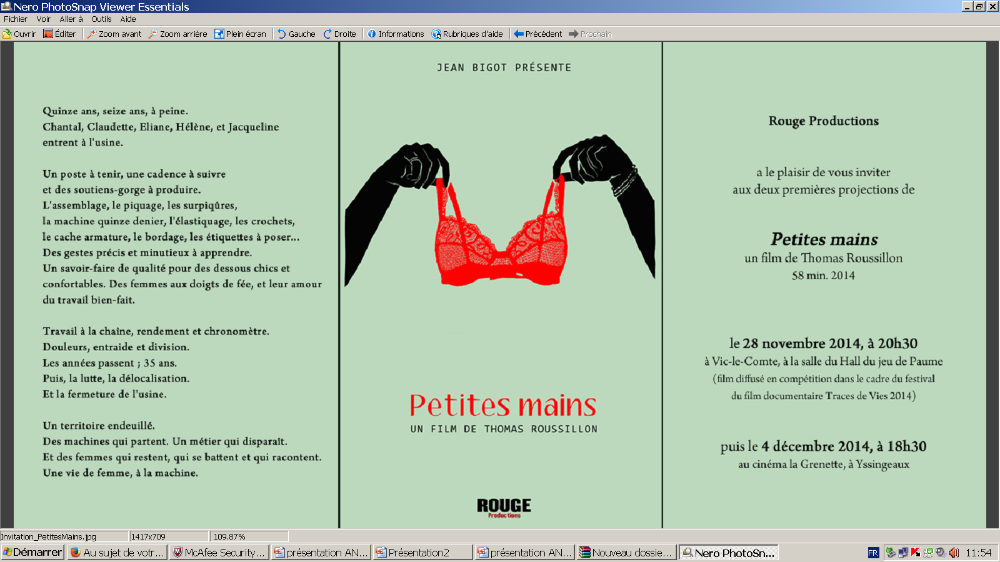 Nero PhotoSnap Viewer Essentials
Fichier Voir Aller à Outils Aide
Ouvrir Éditer Zoom avant Zoom arrière Plein écran Gauche Droite Informations Rubriques d'aide Précédent Prochain
Quinze ans, seize ans, à peine.
Chantal, Claudette, Eliane, Hélène, et Jacqueline
entrent à l'usine.
Un poste à tenir, une cadence à suivre
et des soutiens-gorge à produire.
L'assemblage, le piquage, les surpiqûres,
la machine quinze denier, l'élastiquage, les crochets,
le cache armature, le bordage, les étiquettes à poser...
Des gestes précis et minutieux à apprendre.
Un savoir-faire de qualité pour des dessous chics et
confortables. Des femmes aux doigts de fée, et leur amour
du travail bien-fait.
Travail à la chaîne, rendement et chronomètre.
Douleurs, entraide et division.
Les années passent ; 35 ans.
Puis, la lutte, la délocalisation.
Et la fermeture de l'usine.
Un territoire endeuillé.
Des machines qui partent. Un métier qui disparaît.
Et des femmes qui restent, qui se battent et qui racontent.
Une vie de femme, à la machine.
JEAN BIGOT PRÉSENTE
Petites mains
UN FILM DE THOMAS ROUSSILLON
ROUGE
Productions
Rouge Productions
a le plaisir de vous inviter
aux deux premières projections de
Petites mains
un film de Thomas Roussillon
58 min. 2014
le 28 novembre 2014, à 20h30
à Vic-le-Comte, à la salle du Hall du jeu de Paume
(film diffusé en compétition dans le cadre du festival
du film documentaire Traces de Vies 2014)
puis le 4 décembre 2014, à 18h30
au cinéma la Grenette, à Yssingeaux
Invitation_PetitesMains.jpg 1417x709 109.87%
Démarrer Au sujet de votr... McAfee Security... présentation AN... Présentation2 présentation AN... Nouveau dossie... Nero PhotoSn... FR 11:54